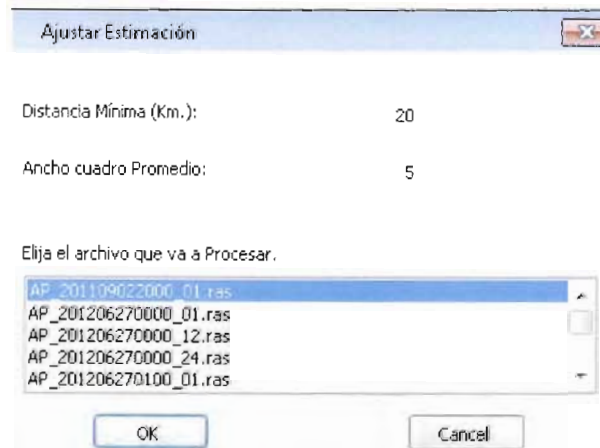 Ajustar Estimación
Distancia Mínima (Km.): 20
Ancho cuadro Promedio: 5
Elija el archivo que va a Procesar.
AP_201109022000_01.ras
AP_201206270000_01.ras
AP_201206270000_12.ras
AP_201206270000_24.ras
AP_201206270100_01.ras
OK Cancel